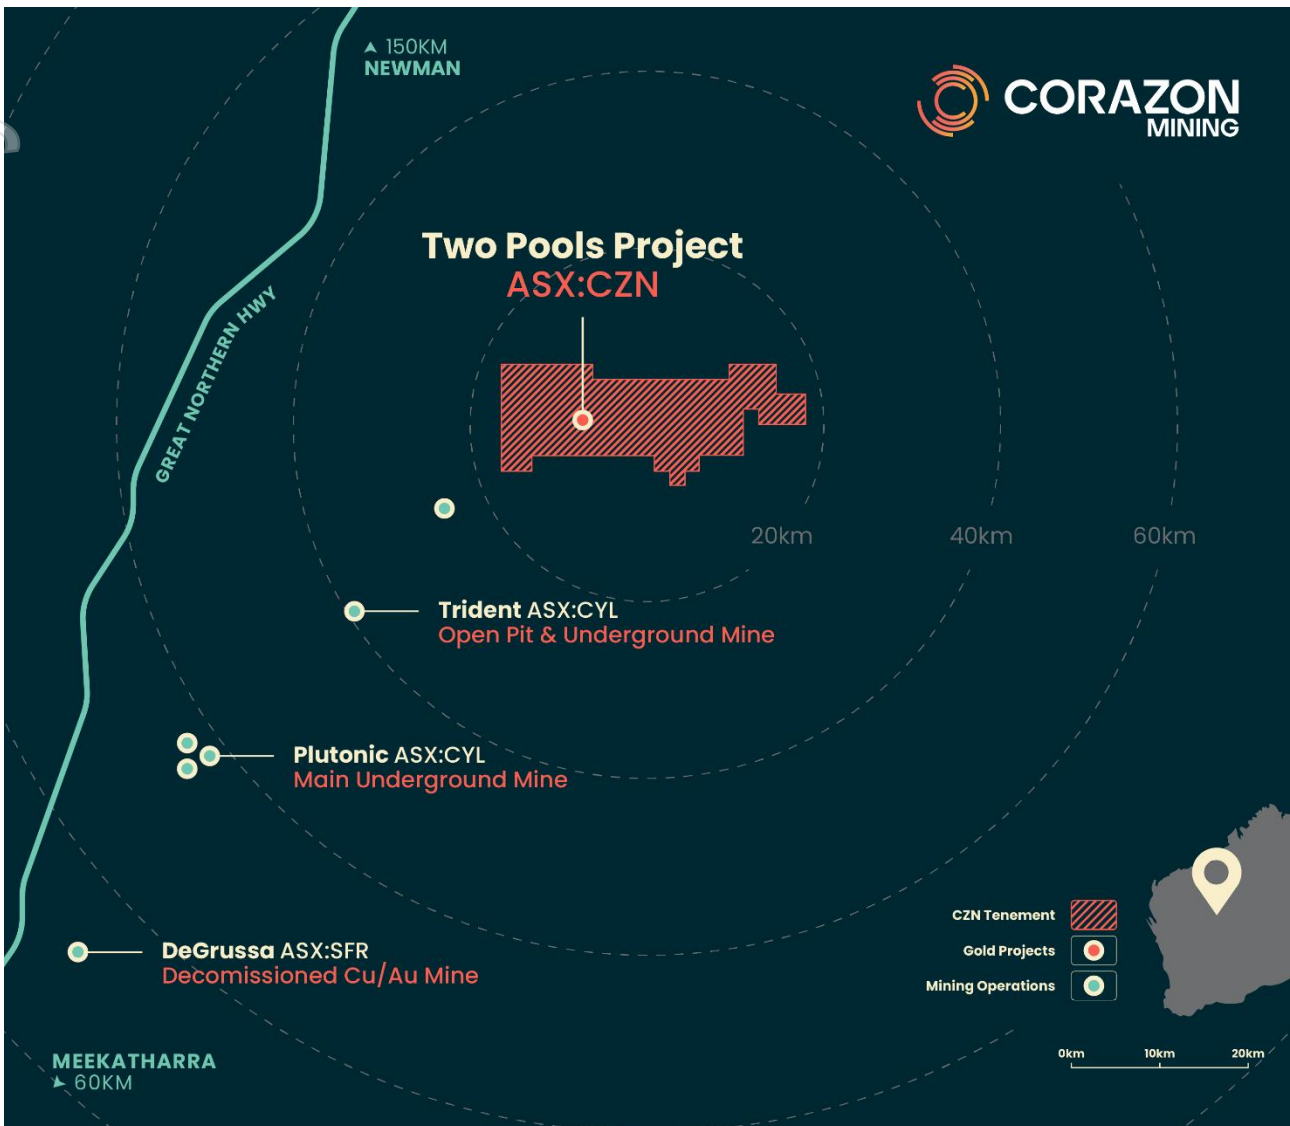 ▲ 150KM
NEWMAN
CORAZON
MINING
Two Pools Project
ASX:CZN
GREAT NORTHERN HWY
20km
40km
60km
Trident ASX:CYL
Open Pit & Underground Mine
Plutonic ASX:CYL
Main Underground Mine
DeGrussa ASX:SFR
Decomissioned Cu/Au Mine
CZN Tenement
Gold Projects
Mining Operations
MEEKATHARRA
60KM
0km
10km
20km